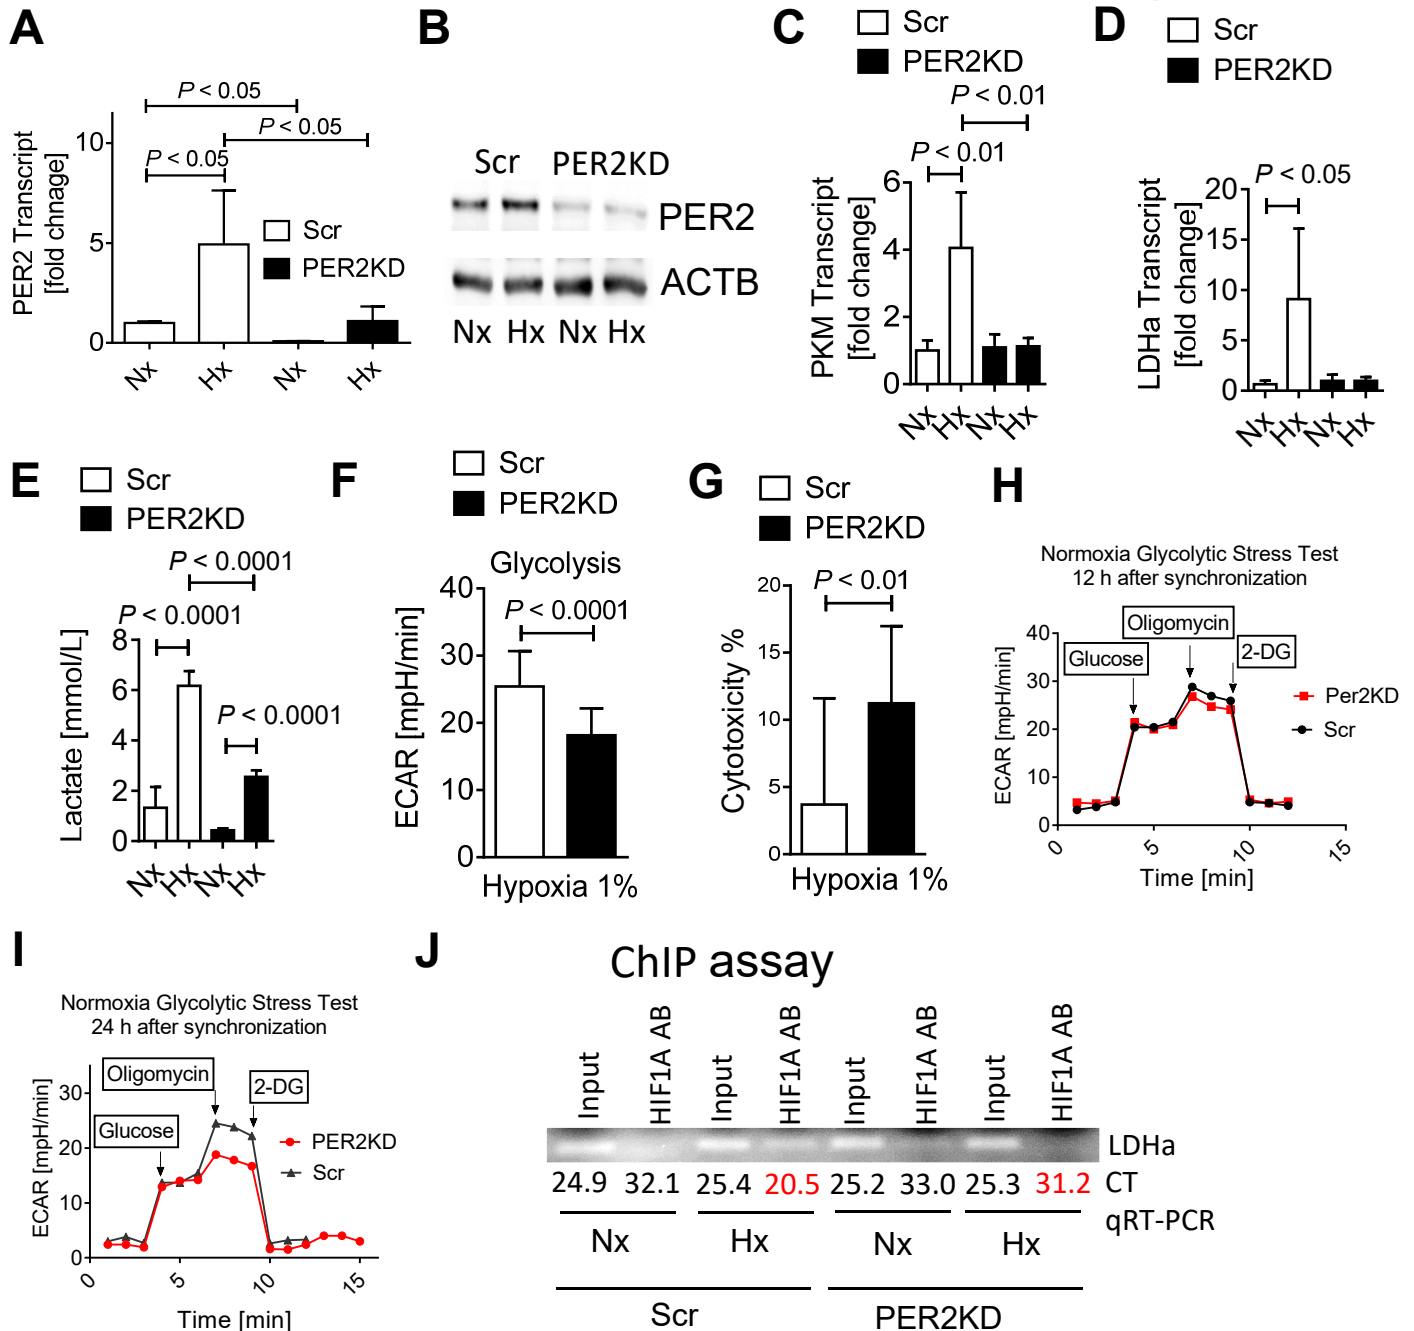 A
P < 0.05
P < 0.05
P < 0.05
PER2 Transcript
[fold chnage]
10
5
0
Scr
PER2KD
Nx
Hx
Nx
Hx
B
Scr PER2KD
PER2
ACTB
Nx Hx Nx Hx
C
Scr
PER2KD
P < 0.01
P < 0.01
PKM Transcript
[fold change]
6
4
2
0
Nx
Hx
Nx
Hx
D
Scr
PER2KD
P < 0.05
LDHa Transcript
[fold change]
20
15
10
5
0
Nx
Hx
Nx
Hx
E
Scr
PER2KD
P < 0.0001
P < 0.0001
P < 0.0001
Lactate [mmol/L]
8
6
4
2
0
Nx
Hx
Nx
Hx
F
Scr
PER2KD
Glycolysis
P < 0.0001
ECAR [mpH/min]
40
30
20
10
0
Hypoxia 1%
G
Scr
PER2KD
P < 0.01
Cytotoxicity %
20
15
10
5
0
Hypoxia 1%
H
Normoxia Glycolytic Stress Test
12 h after synchronization
Oligomycin
Glucose
2-DG
ECAR [mpH/min]
40
30
20
10
0
Per2KD
Scr
0
5
10
15
Time [min]
I
Normoxia Glycolytic Stress Test
24 h after synchronization
Oligomycin
2-DG
Glucose
ECAR [mpH/min]
30
20
10
0
PER2KD
Scr
0
5
10
15
Time [min]
J
ChIP assay
Input
HIF1A AB
Input
HIF1A AB
Input
HIF1A AB
Input
HIF1A AB
LDHa
24.9 32.1 25.4 20.5 25.2 33.0 25.3 31.2 CT
qRT-PCR
Nx Hx Nx Hx
Scr PER2KD